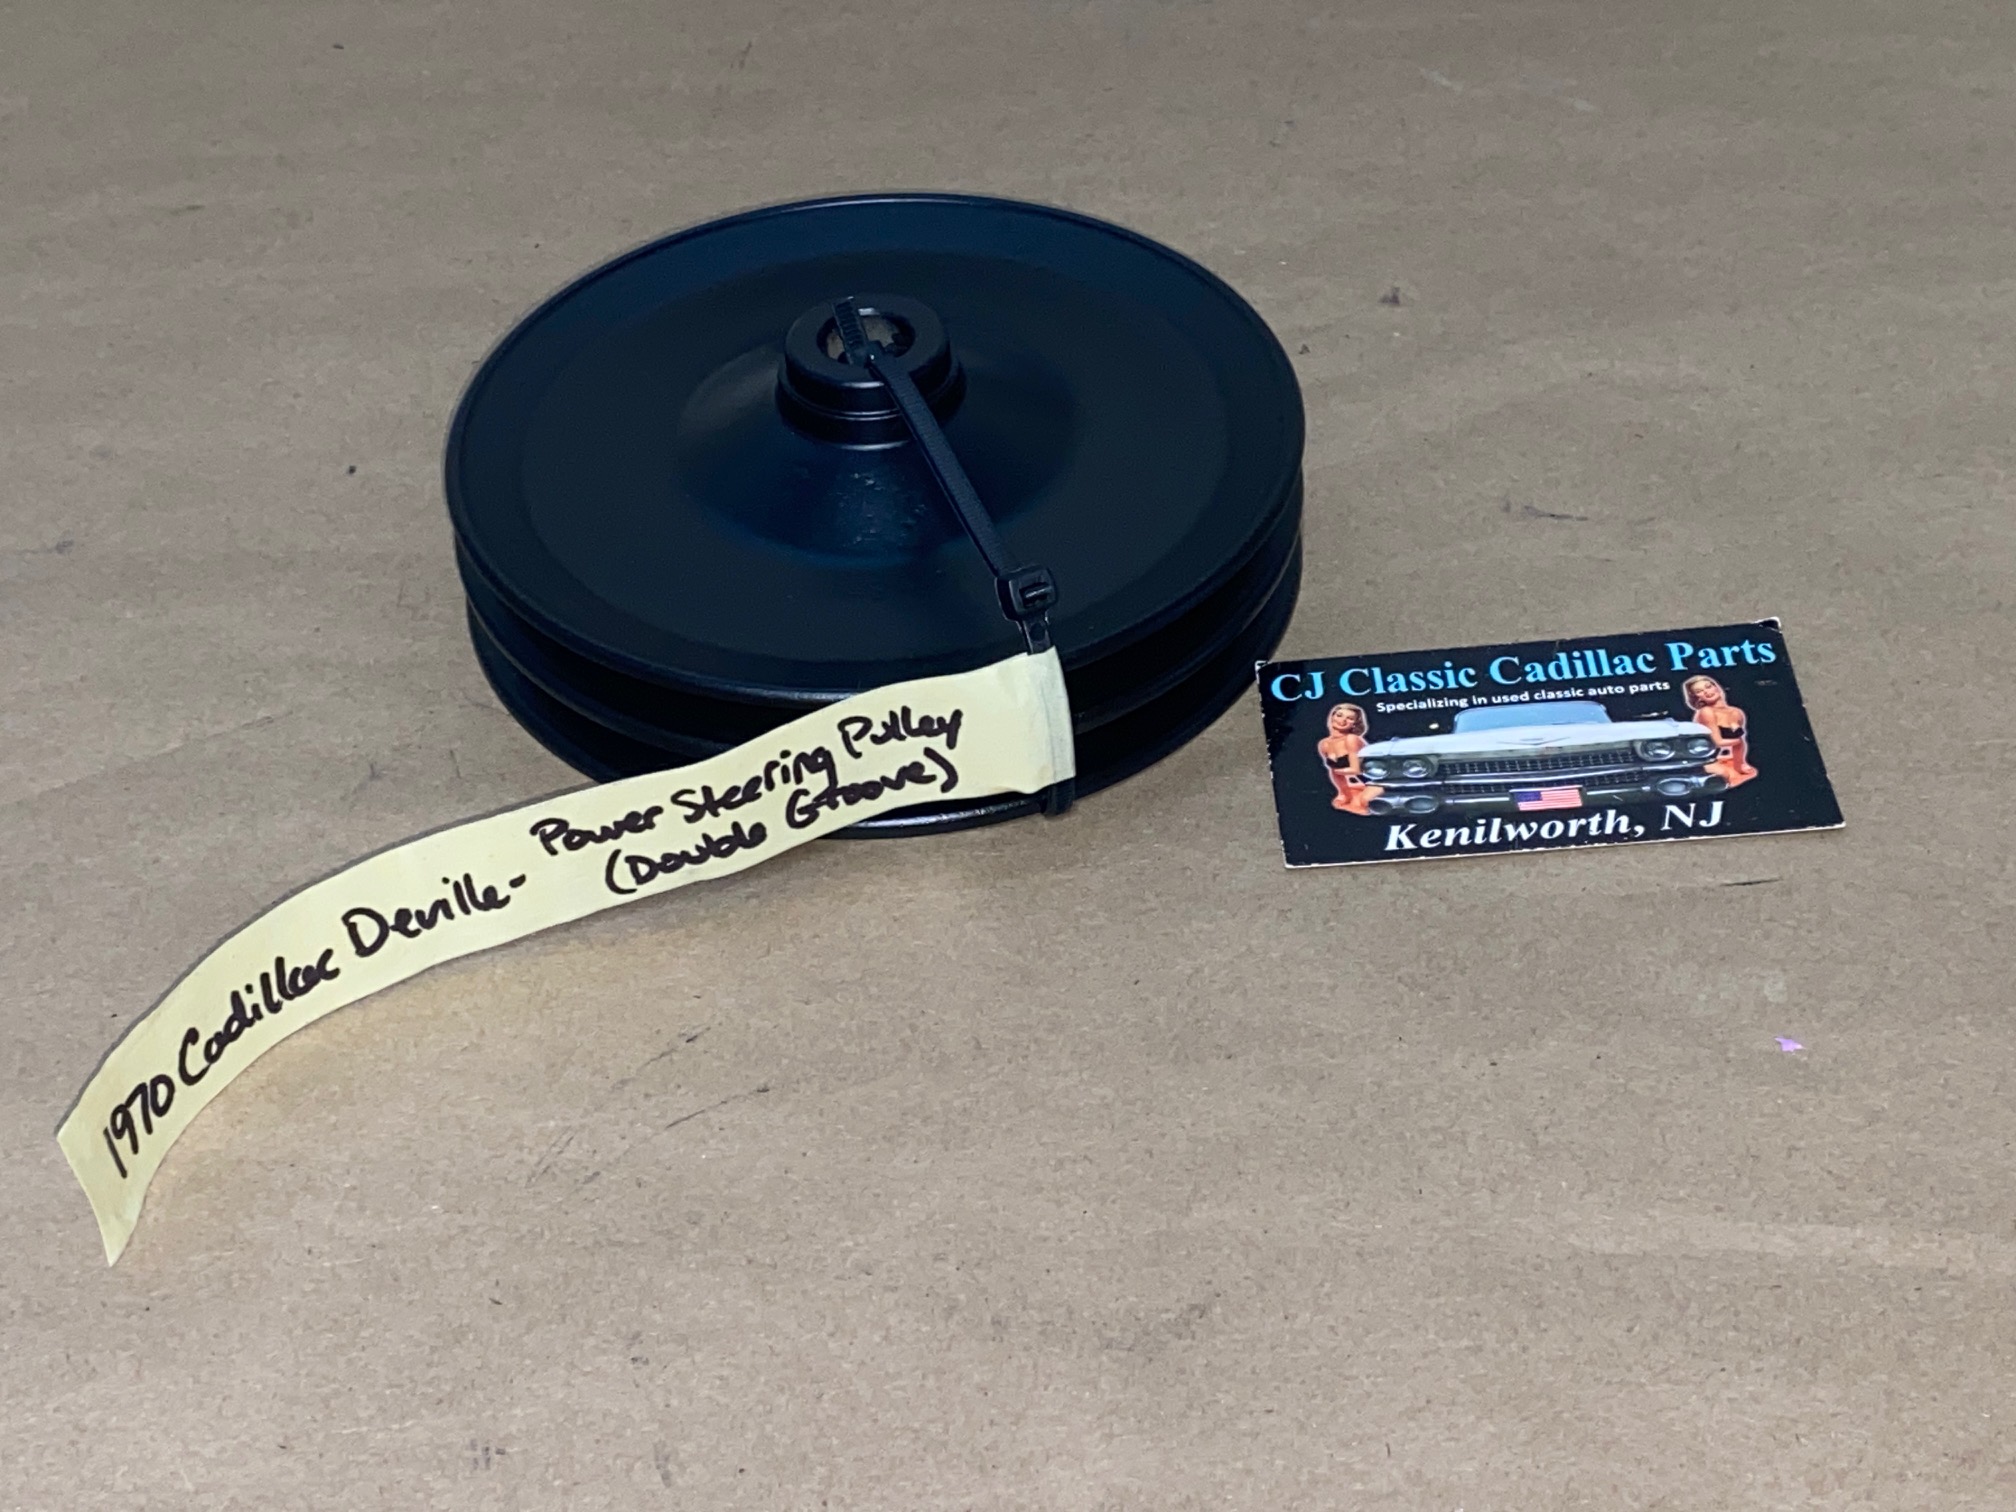 1970 Cadillac Deville- Power Steering Pulley
(Double Groove)
CJ Classic Cadillac Parts
Specializing in used classic auto parts
Kenilworth, NJ